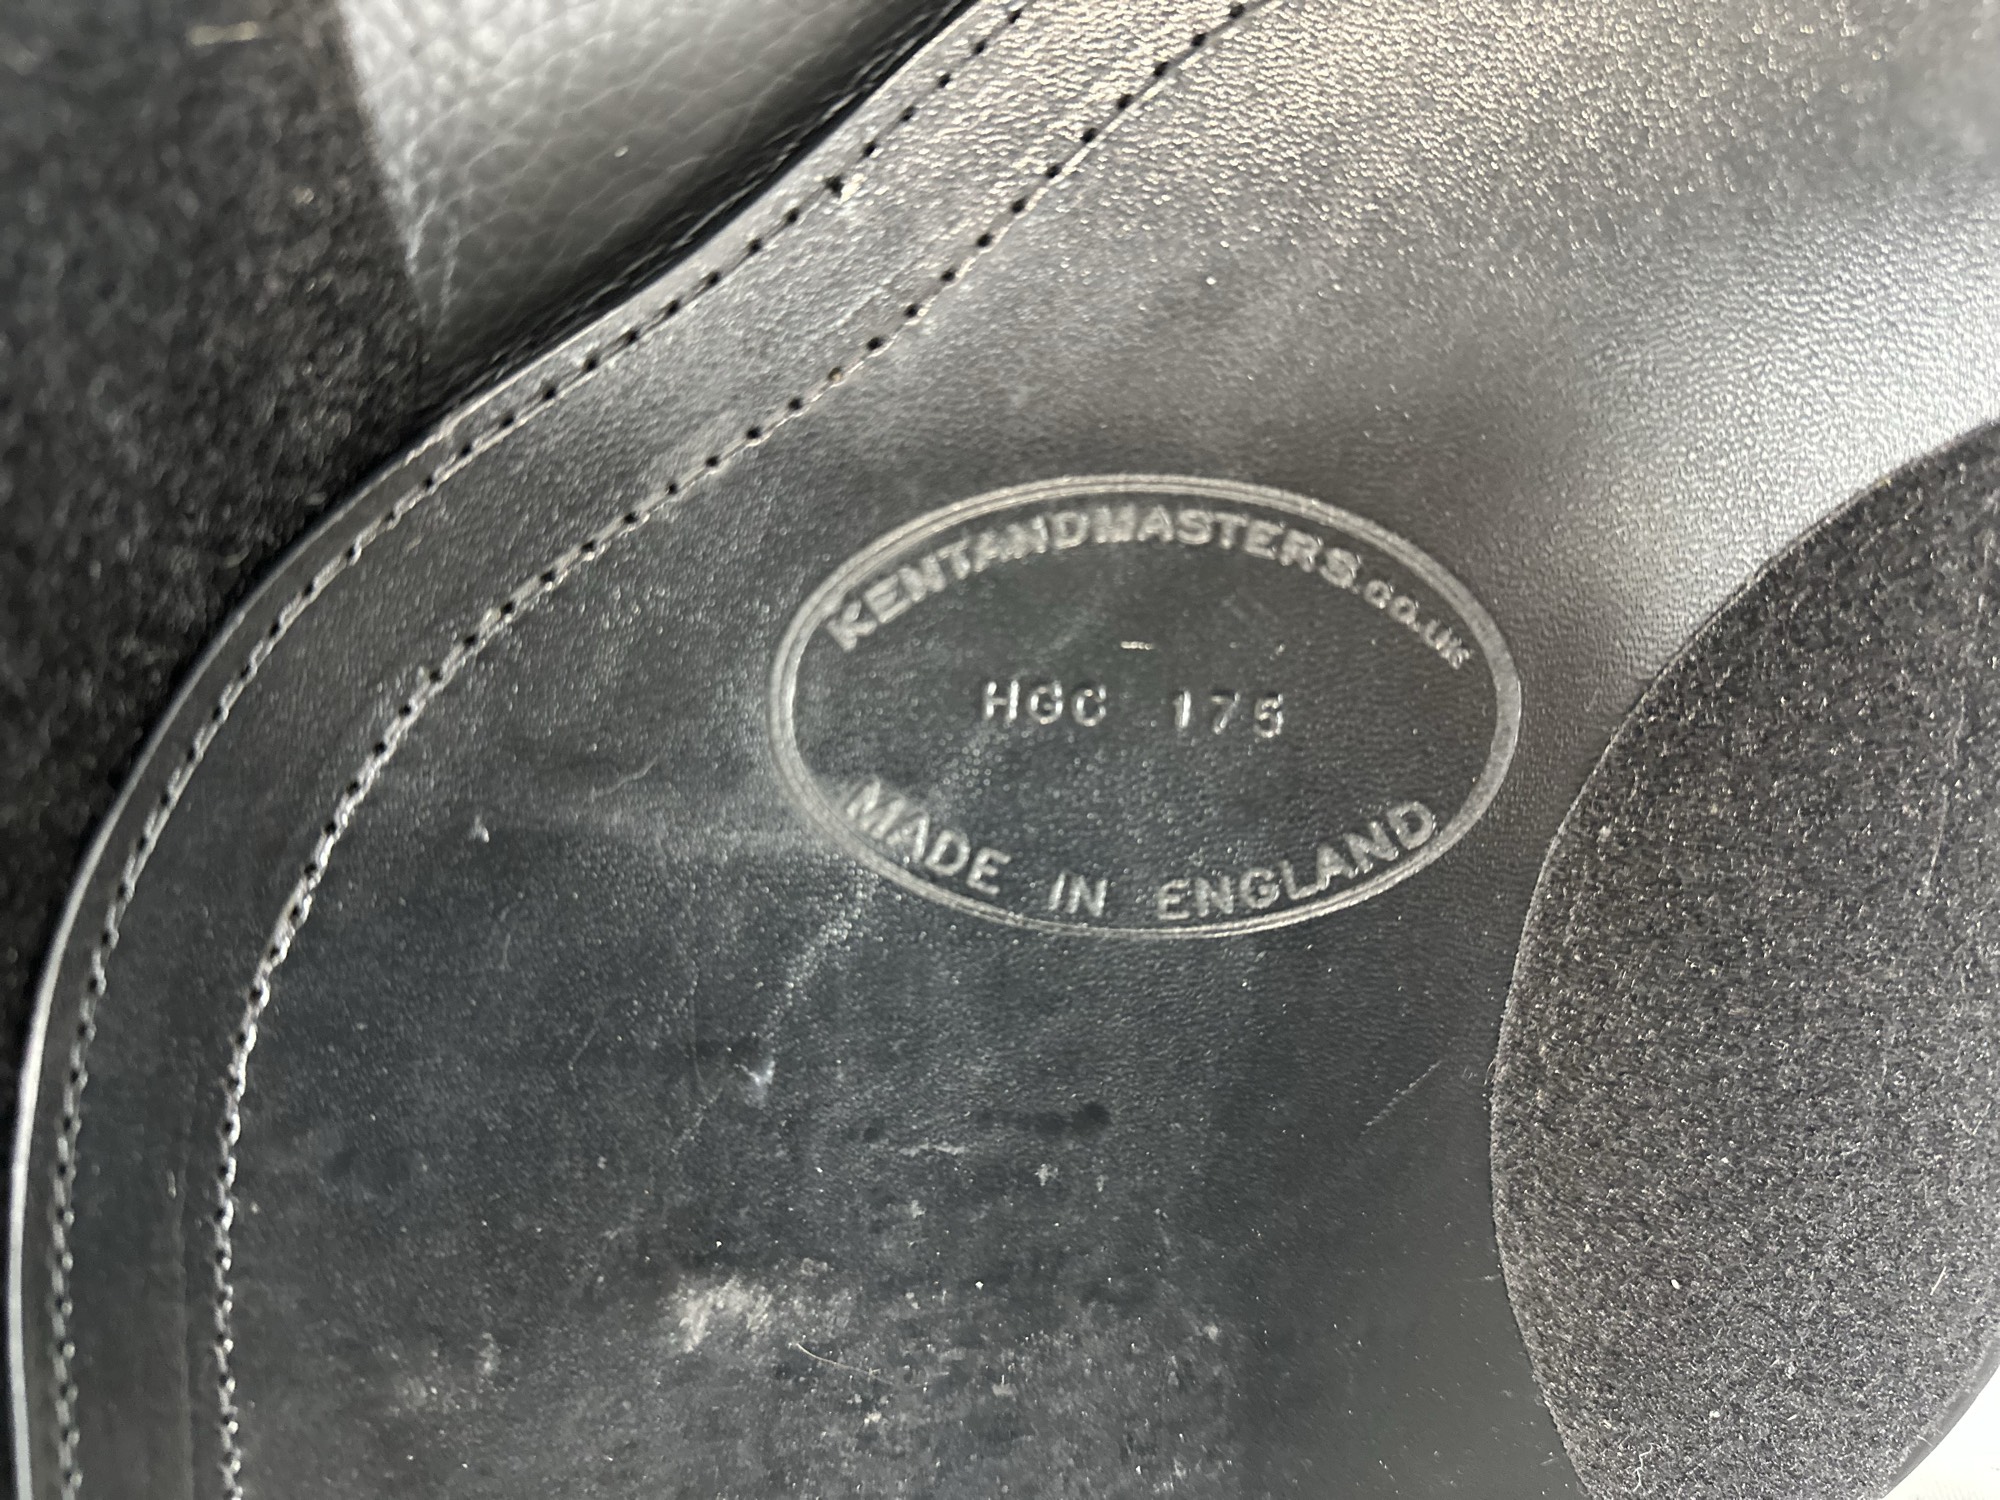 KENTANDMASTERS.CO.UK
HGC 175
MADE IN ENGLAND